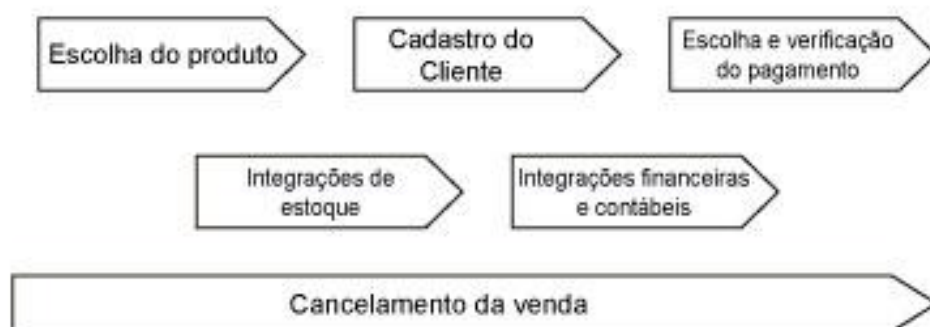 Escolha do produto
Cadastro do
Cliente
Escolha e verificação
do pagamento
Integrações de
estoque
Integrações financeiras
e contábeis
Cancelamento da venda